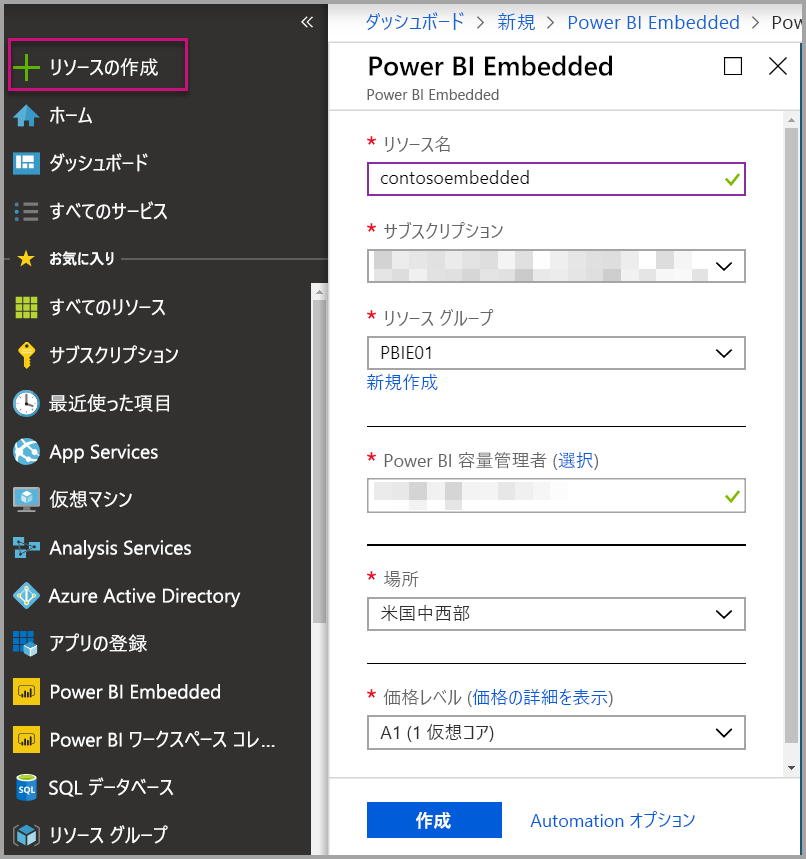 «
リソースの作成
ホーム
ダッシュボード
すべてのサービス
お気に入り
すべてのリソース
サブスクリプション
最近使った項目
App Services
仮想マシン
Analysis Services
Azure Active Directory
アプリの登録
Power BI Embedded
Power BI ワークスペース コレ...
SQL データベース
リソース グループ
ダッシュボード > 新規 > Power BI Embedded > Pow
Power BI Embedded
Power BI Embedded
* リソース名
contosoembedded
* サブスクリプション
* リソース グループ
PBIE01
新規作成
* Power BI 容量管理者 (選択)
* 場所
米国中西部
* 価格レベル (価格の詳細を表示)
A1 (1 仮想コア)
作成 Automation オプション